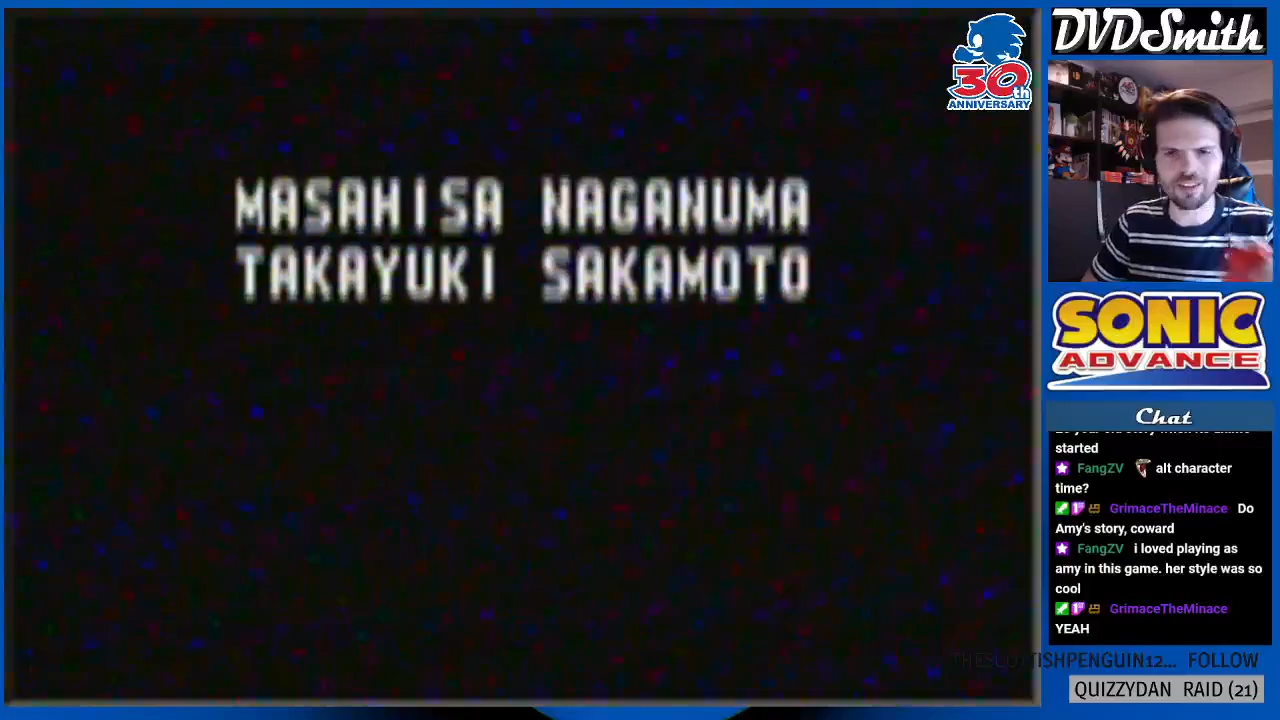 MASAHISA NAGANUMA
TAKAYUKI SAKAMOTO
30th
ANNIVERSARY
DVDSmith
SONIC
ADVANCE
Chat
started
FangZV alt character
time?
GrimaceTheMinace Do
Amy's story, coward
FangZV i loved playing as
amy in this game. her style was so
cool
GrimaceTheMinace
YEAH
THESCOTTISHPENGUIN12... FOLLOW
QUIZZYDAN RAID (21)